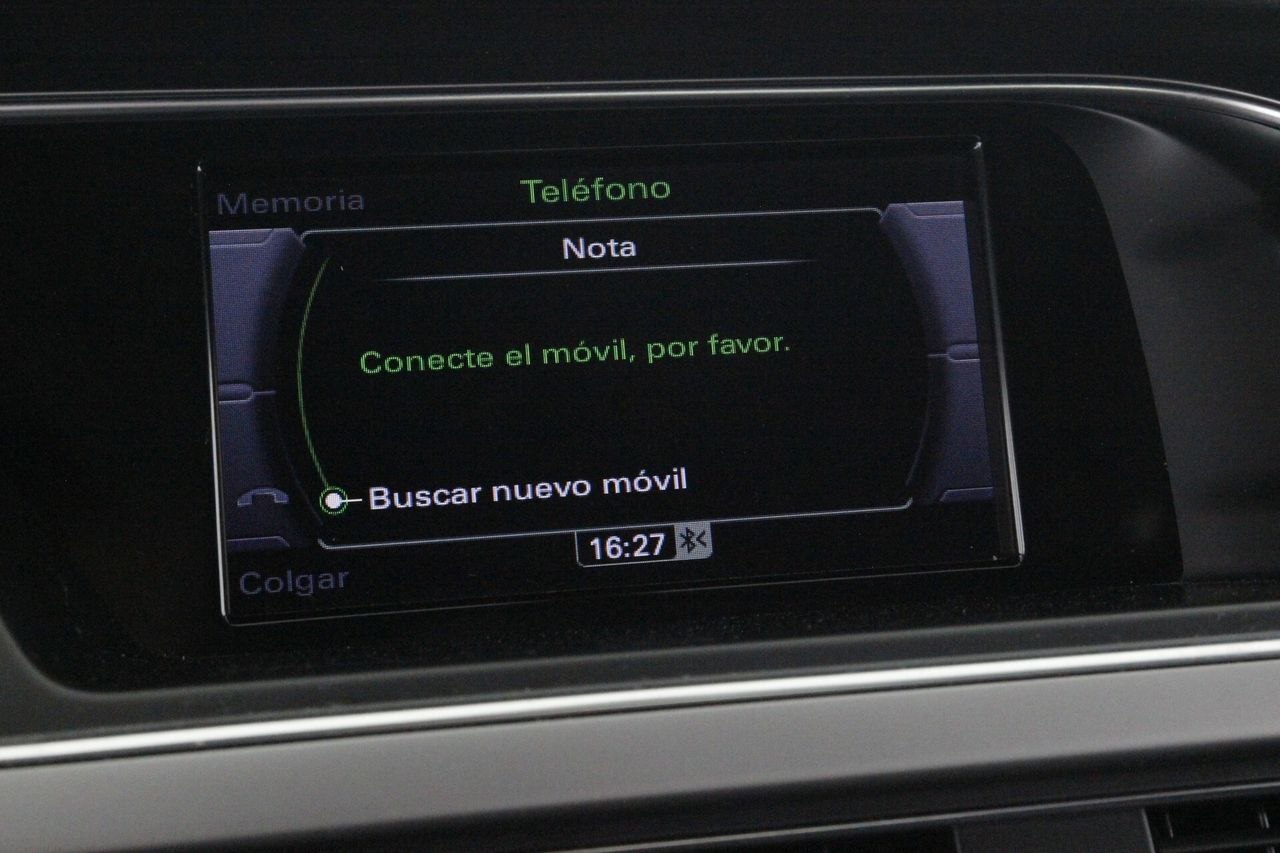 Memoria
Teléfono
Nota
Conecte el móvil, por favor.
Buscar nuevo móvil
16:27
Colgar